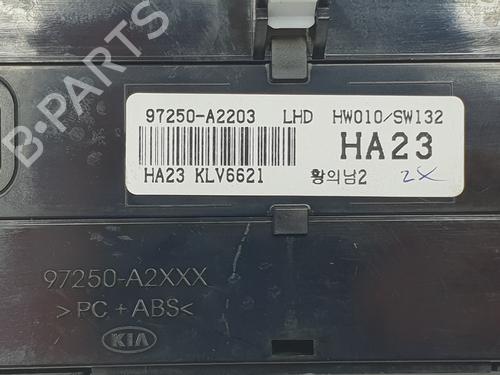 B-PARTS
97250-A2203 LHD HW010/SW132
HA23
HA23 KLV6621 황의남2 2X
97250-A2XXX
>PC+ABS<
KIA